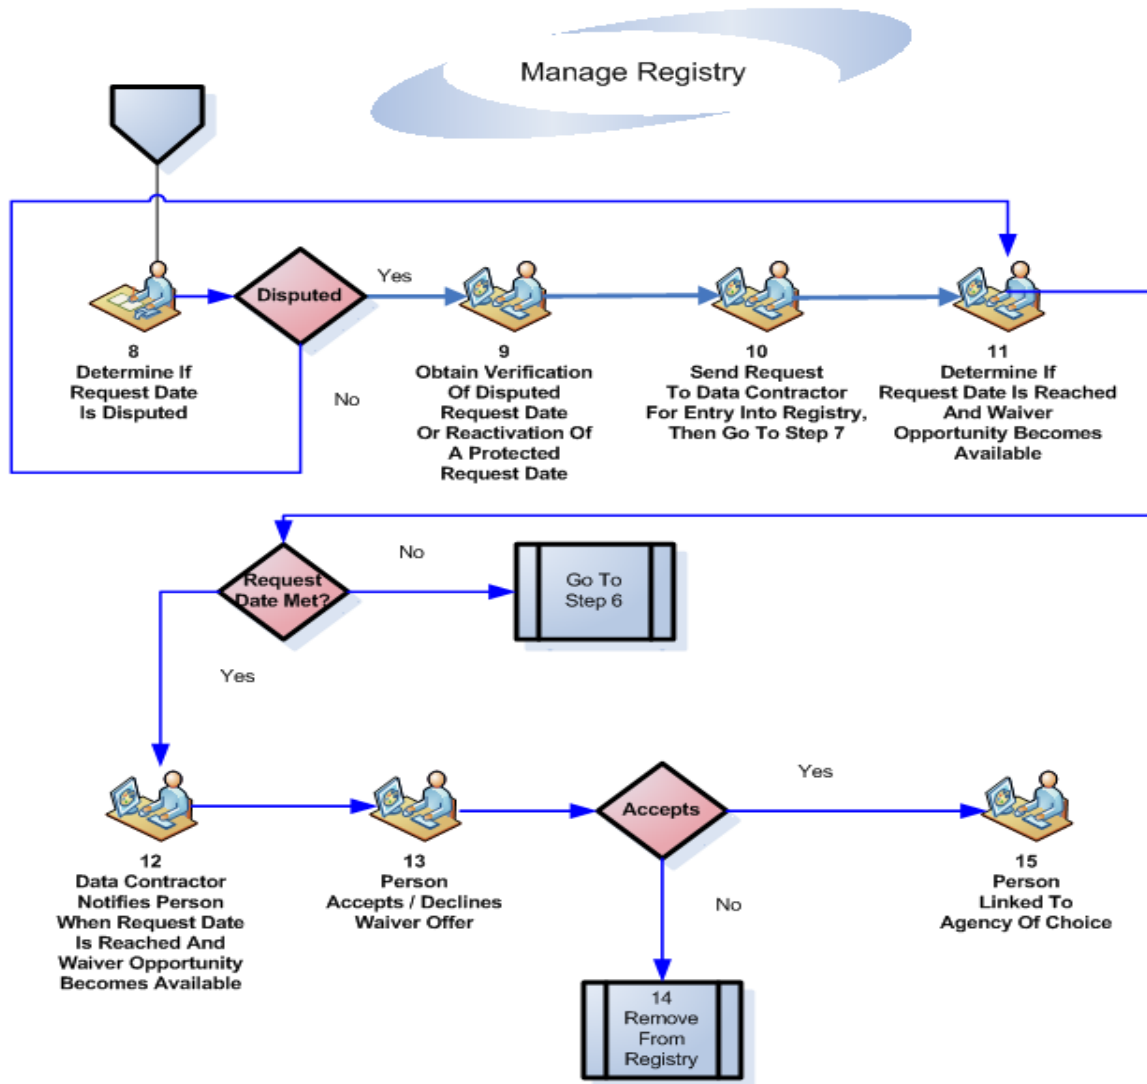 Manage Registry
Disputed
Yes
No
8
Determine If
Request Date
Is Disputed
9
Obtain Verification
Of Disputed
Request Date
Or Reactivation Of
A Protected
Request Date
10
Send Request
To Data Contractor
For Entry Into Registry,
Then Go To Step 7
11
Determine If
Request Date Is Reached
And Waiver
Opportunity Becomes
Available
Request
Date Met?
No
Go To
Step 6
Yes
12
Data Contractor
Notifies Person
When Request Date
Is Reached And
Waiver Opportunity
Becomes Available
13
Person
Accepts / Declines
Waiver Offer
Accepts
Yes
No
15
Person
Linked To
Agency Of Choice
14
Remove
From
Registry